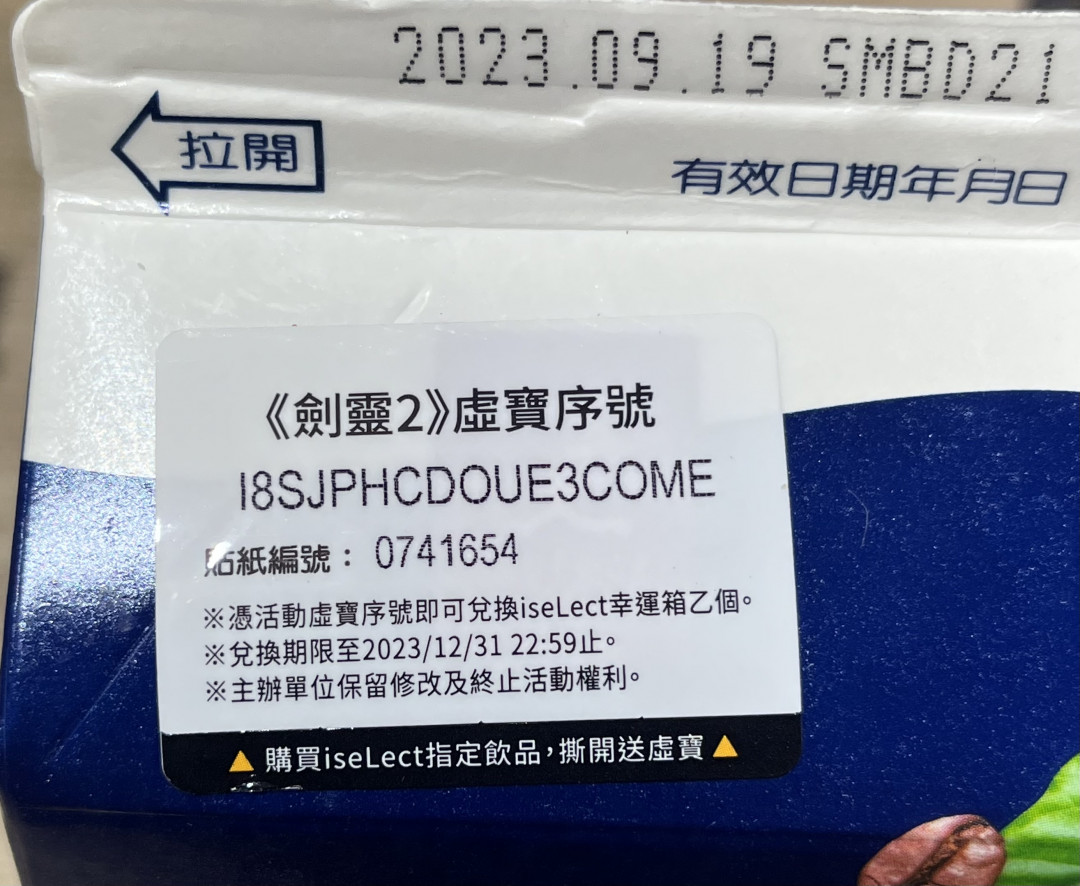 2023.09.19 SMBD21
拉開
有效日期年月日
《劍靈2》虛寶序號
I8SJPHCDOUE3COME
貼紙編號： 0741654
※憑活動虛寶序號即可兌換iseLect幸運箱乙個。
※兌換期限至2023/12/31 22:59止。
※主辦單位保留修改及終止活動權利。
▲ 購買iseLect指定飲品，撕開送虛寶 ▲